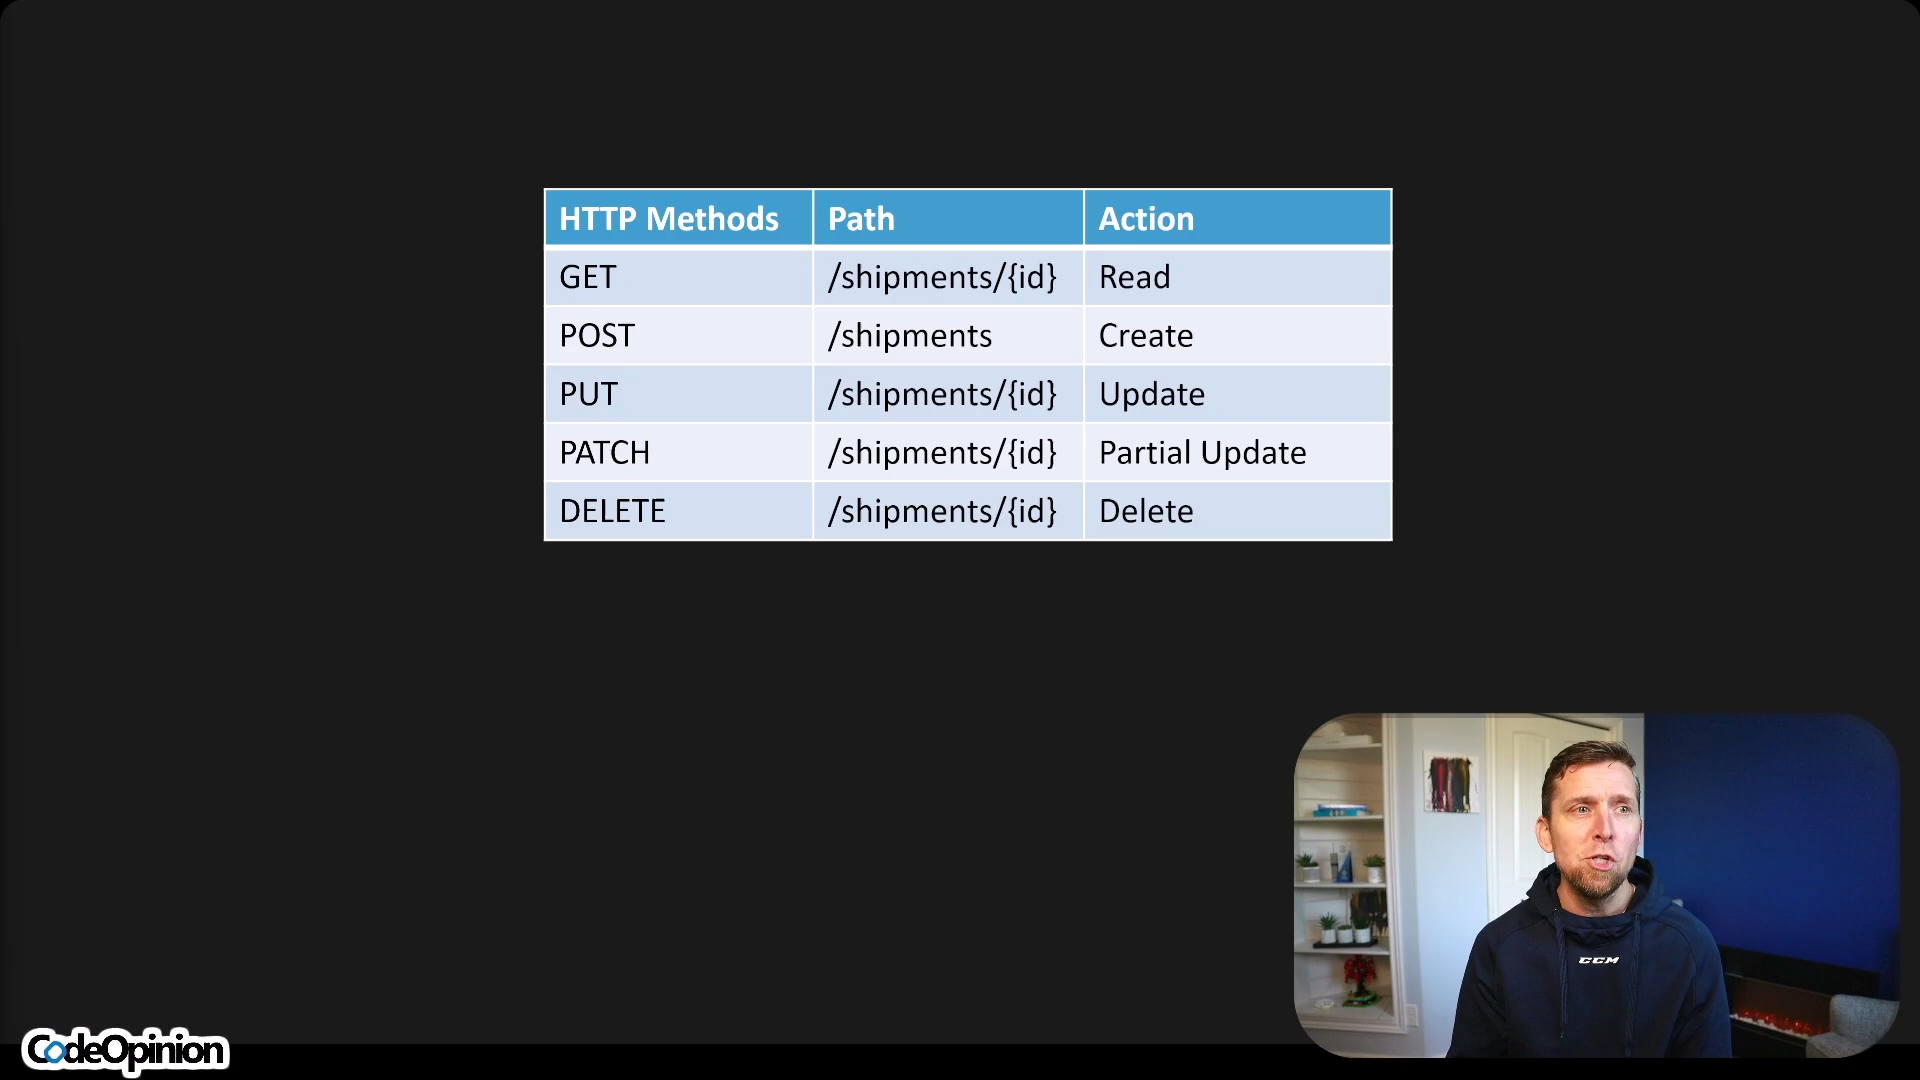 HTTP Methods Path Action
GET /shipments/{id} Read
POST /shipments Create
PUT /shipments/{id} Update
PATCH /shipments/{id} Partial Update
DELETE /shipments/{id} Delete
CCM
CodeOpinion